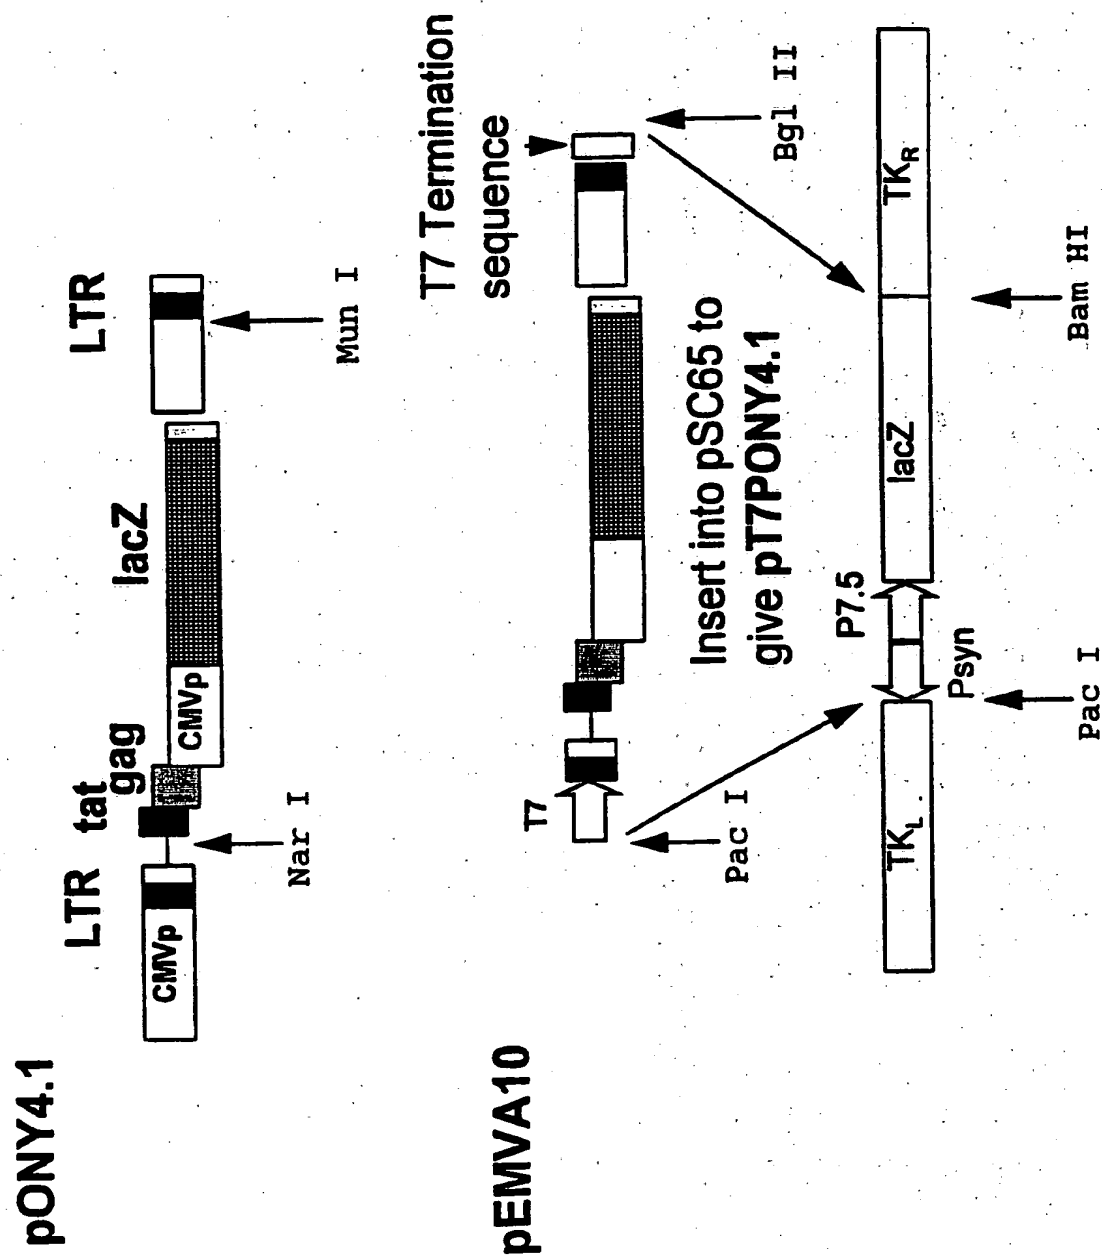 pONY4.1
LTR
tat
gag
lacZ
LTR
CMVp
CMVp
Nar I
Mun I
pEMVA10
T7 Termination
sequence
T7
Pac I
Bgl II
Insert into pSC65 to
give pT7PONY4.1
P7.5
Psyn
TKL
lacZ
TKR
Pac I
Bam HI